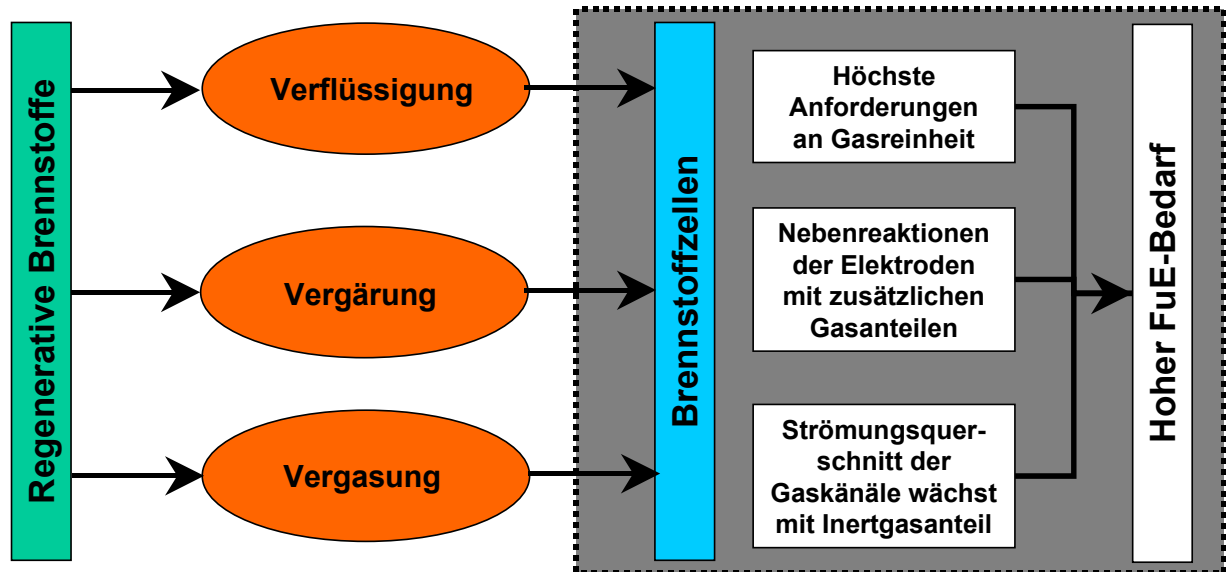 Regenerative Brennstoffe
Verflüssigung
Vergärung
Vergasung
Brennstoffzellen
Höchste
Anforderungen
an Gasreinheit
Nebenreaktionen
der Elektroden
mit zusätzlichen
Gasanteilen
Strömungsquer-
schnitt der
Gaskänäle wächst
mit Inertgasanteil
Hoher FuE-Bedarf